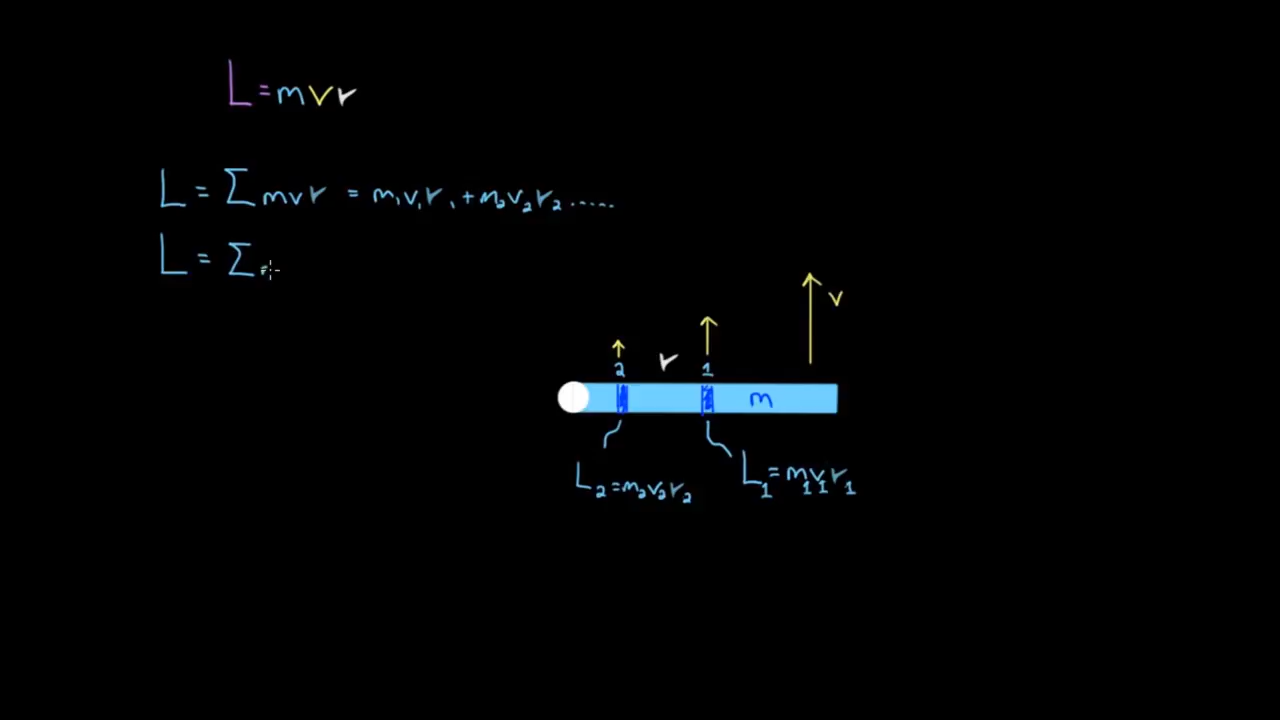 L = mvr
L = Σ mvr = m₁v₁r₁ + m₂v₂r₂ .....
L = Σ
v
2 r 1
m
L₂ = m₂v₂r₂
L₁ = m₁v₁r₁